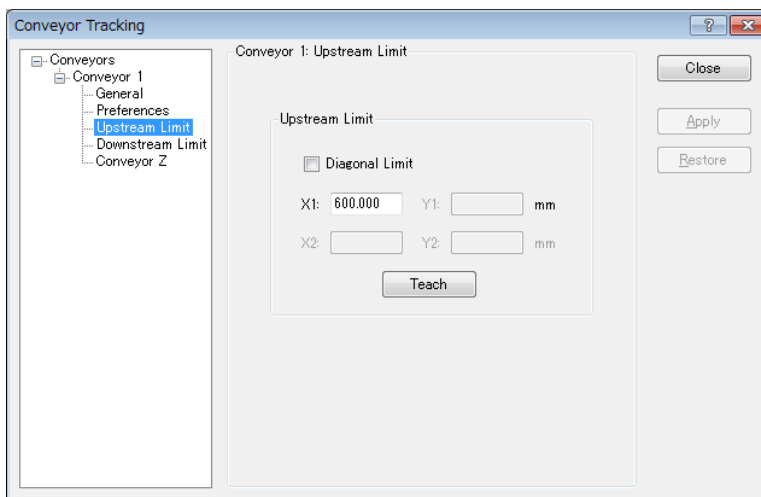 Conveyor Tracking
Conveyors
Conveyor 1
General
Preferences
Upstream Limit
Downstream Limit
Conveyor Z
Conveyor 1: Upstream Limit
Upstream Limit
Diagonal Limit
X1: 600.000 Y1: mm
X2: Y2: mm
Teach
Close
Apply
Restore